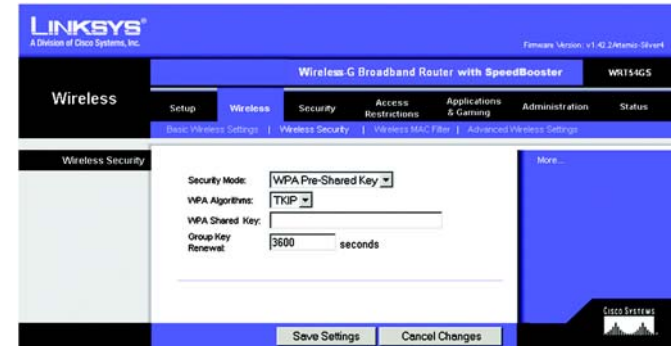 LINKSYS®
A Division of Cisco Systems, Inc.
Firmware Version: v1.42.2Artemis-Silver4
Wireless-G Broadband Router with SpeedBooster WRT54GS
Wireless
Setup Wireless Security Access Restrictions Applications & Gaming Administration Status
Basic Wireless Settings | Wireless Security | Wireless MAC Filter | Advanced Wireless Settings
Wireless Security
More...
Security Mode: WPA Pre-Shared Key
WPA Algorithms: TKIP
WPA Shared Key:
Group Key Renewal: 3600 seconds
Save Settings Cancel Changes
CISCO SYSTEMS